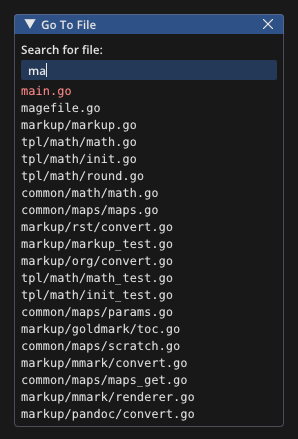 Go To File
Search for file:
ma
main.go
magefile.go
markup/markup.go
tpl/math/math.go
tpl/math/init.go
tpl/math/round.go
common/math/math.go
common/maps/maps.go
markup/rst/convert.go
markup/markup_test.go
markup/org/convert.go
tpl/math/math_test.go
tpl/math/init_test.go
common/maps/params.go
markup/goldmark/toc.go
common/maps/scratch.go
markup/mmark/convert.go
common/maps/maps_get.go
markup/mmark/renderer.go
markup/pandoc/convert.go